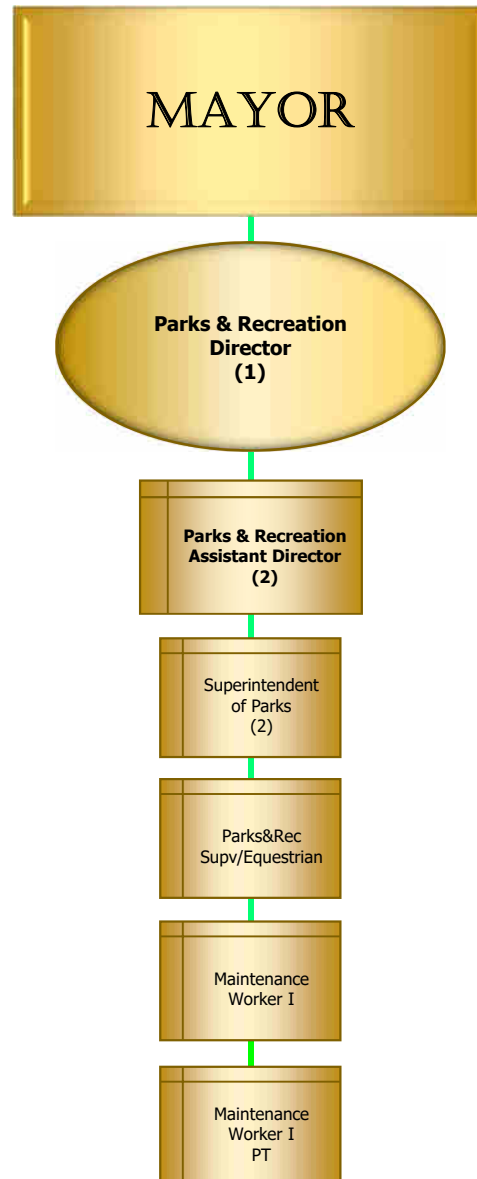 MAYOR
Parks & Recreation
Director
(1)
Parks & Recreation
Assistant Director
(2)
Superintendent
of Parks
(2)
Parks&Rec
Supv/Equestrian
Maintenance
Worker I
Maintenance
Worker I
PT